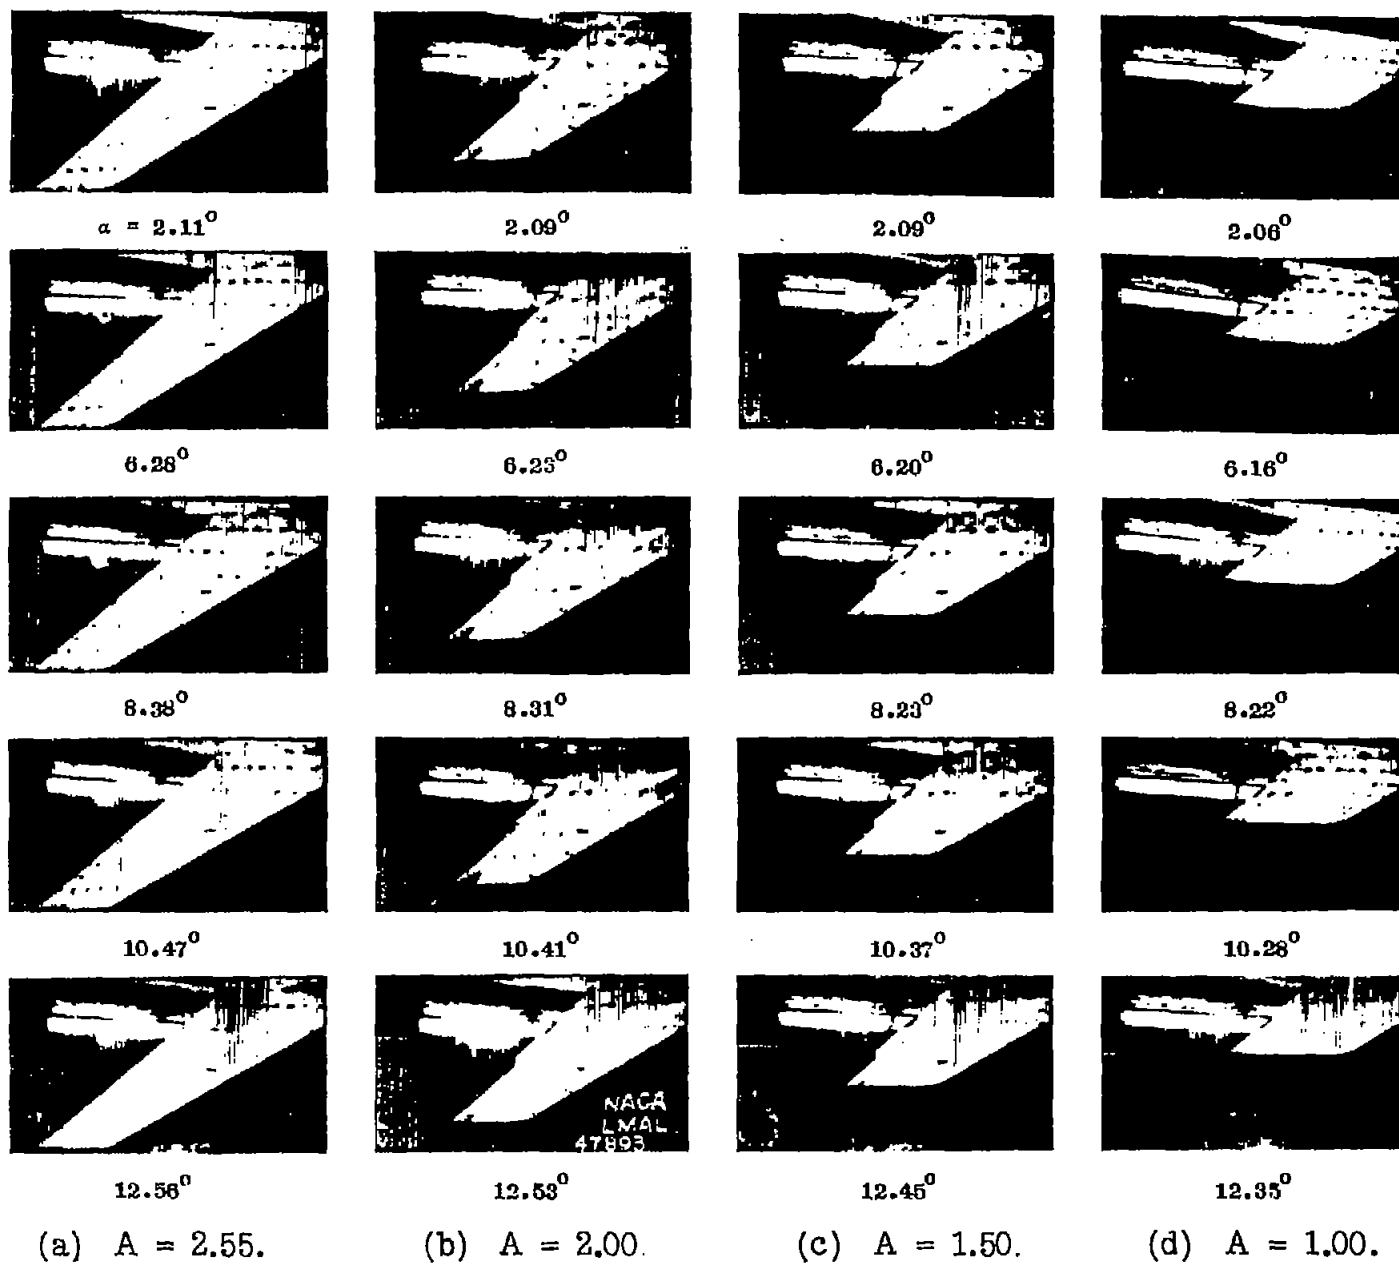 α = 2.11° 2.09° 2.09° 2.06°
6.28° 6.23° 6.20° 6.16°
8.38° 8.31° 8.23° 8.22°
10.47° 10.41° 10.37° 10.28°
NACA
LMAL
47893
12.56° 12.53° 12.45° 12.35°
(a) A = 2.55. (b) A = 2.00. (c) A = 1.50. (d) A = 1.00.